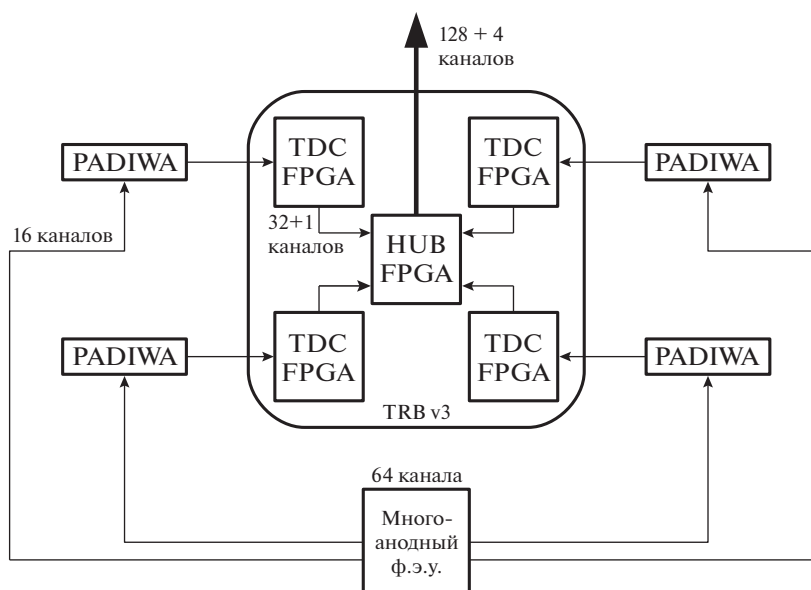 128 + 4
каналов
TDC
FPGA
TDC
FPGA
PADIWA
PADIWA
32+1
каналов
16 каналов
HUB
FPGA
TDC
FPGA
TDC
FPGA
PADIWA
PADIWA
TRB v3
64 канала
Много-
анодный
ф.э.у.